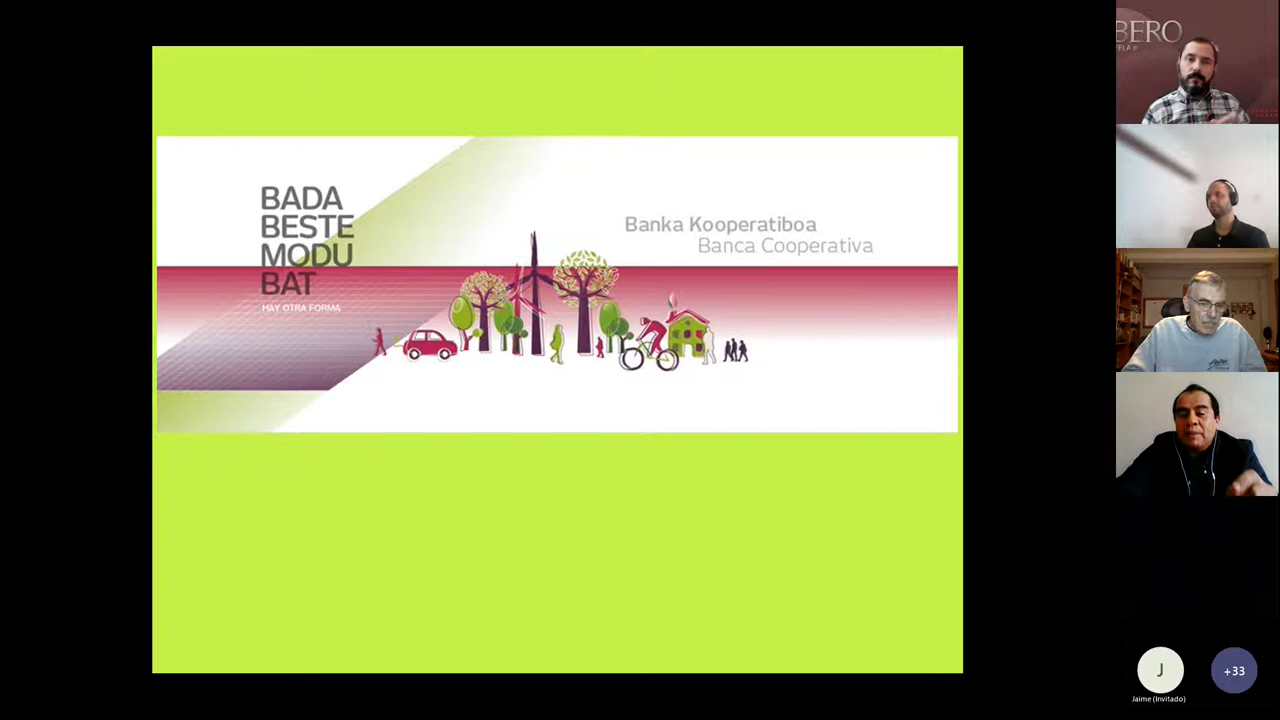 BADA
BESTE
MODU
BAT
HAY OTRA FORMA
Banka Kooperatiboa
Banca Cooperativa
BERO
J
+33
Jaime (Invitado)